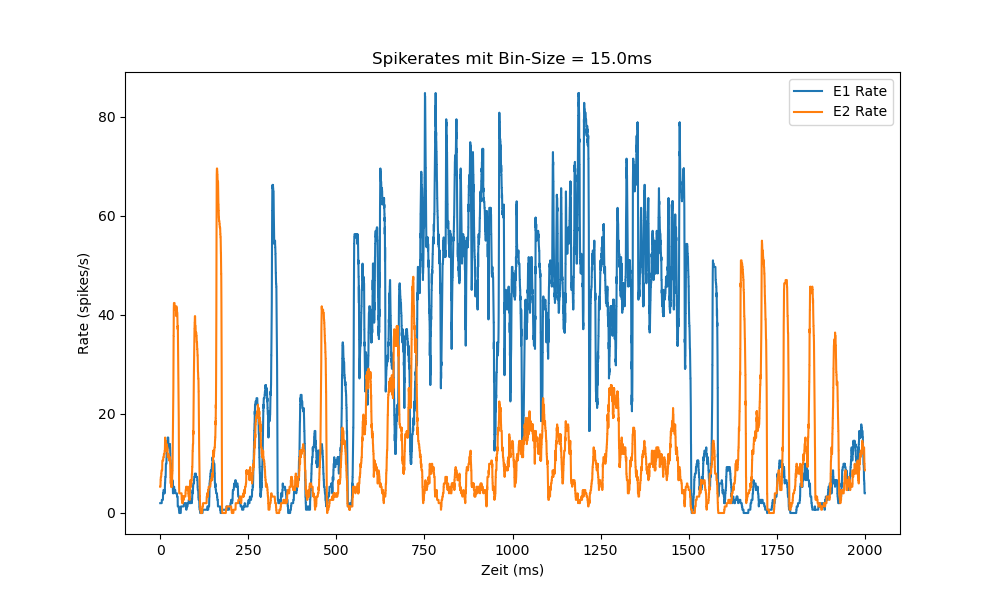 Spikerates mit Bin-Size = 15.0ms
E1 Rate
E2 Rate
Rate (spikes/s)
80
60
40
20
0
0 250 500 750 1000 1250 1500 1750 2000
Zeit (ms)